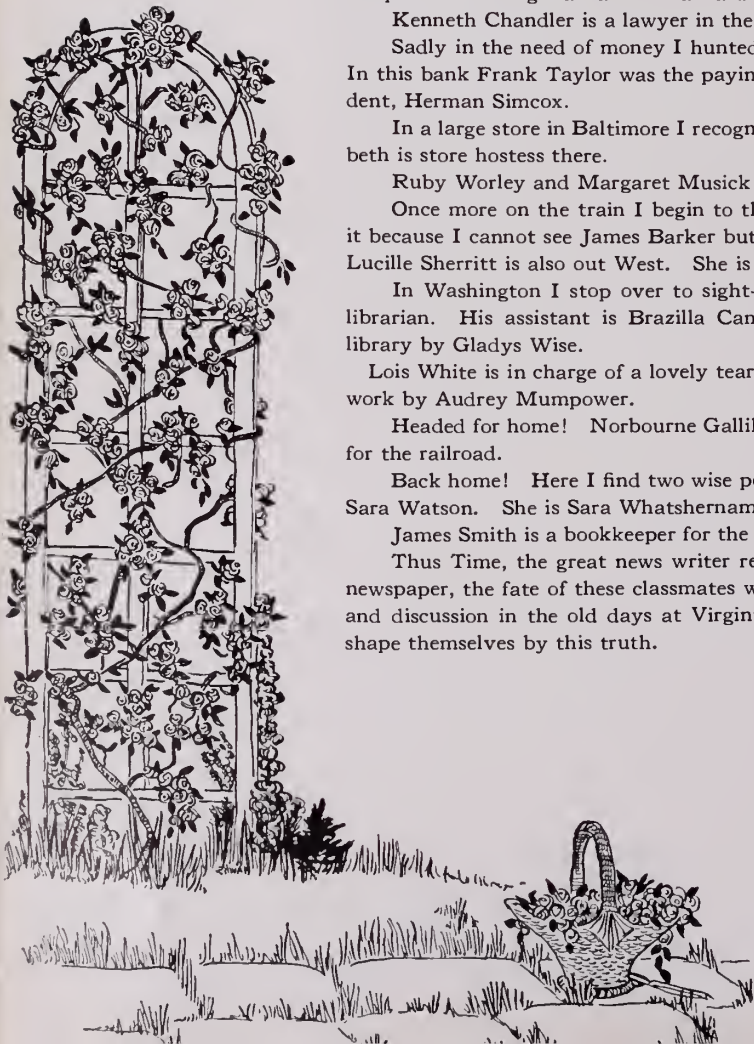 Kenneth Chandler is a lawyer in the
Sadly in the need of money I hunted
In this bank Frank Taylor was the payin
dent, Herman Simcox.
In a large store in Baltimore I recogn
beth is store hostess there.
Ruby Worley and Margaret Musick
Once more on the train I begin to th
it because I cannot see James Barker but
Lucille Sherritt is also out West. She is
In Washington I stop over to sight-
librarian. His assistant is Brazilla Can
library by Gladys Wise.
Lois White is in charge of a lovely tear
work by Audrey Mumpower.
Headed for home! Norbourne Gallih
for the railroad.
Back home! Here I find two wise pe
Sara Watson. She is Sara Whatshernam
James Smith is a bookkeeper for the
Thus Time, the great news writer re
newspaper, the fate of these classmates w
and discussion in the old days at Virgin
shape themselves by this truth.